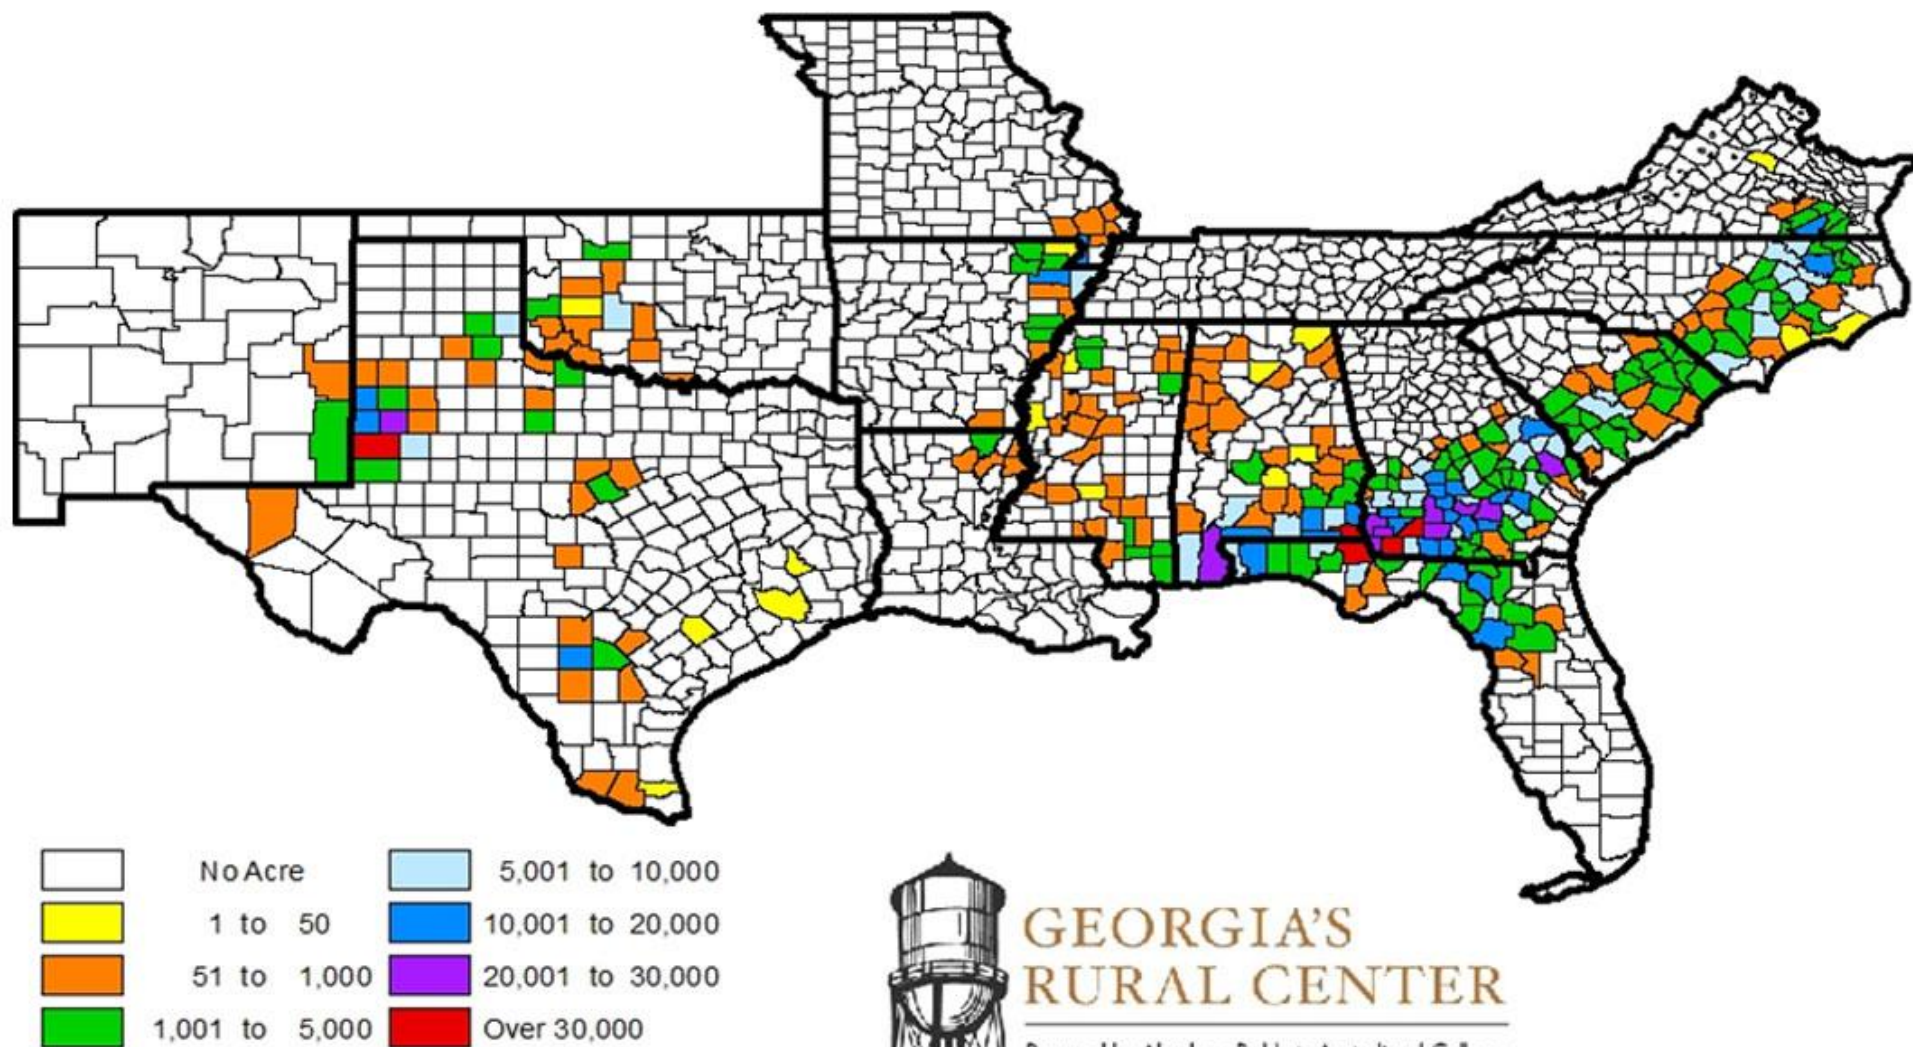 No Acre
1 to 50
51 to 1,000
1,001 to 5,000
5,001 to 10,000
10,001 to 20,000
20,001 to 30,000
Over 30,000
GEORGIA'S
RURAL CENTER